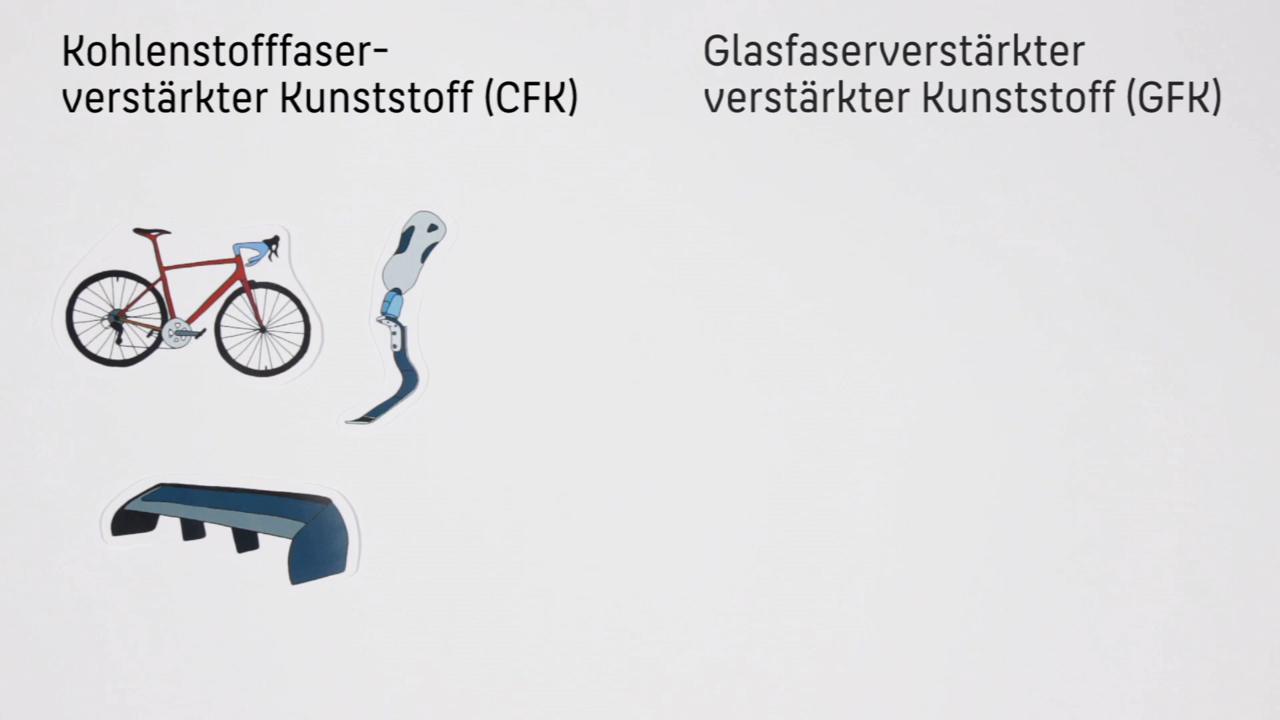 Kohlenstofffaser-
verstärkter Kunststoff (CFK)
Glasfaserverstärkter
verstärkter Kunststoff (GFK)